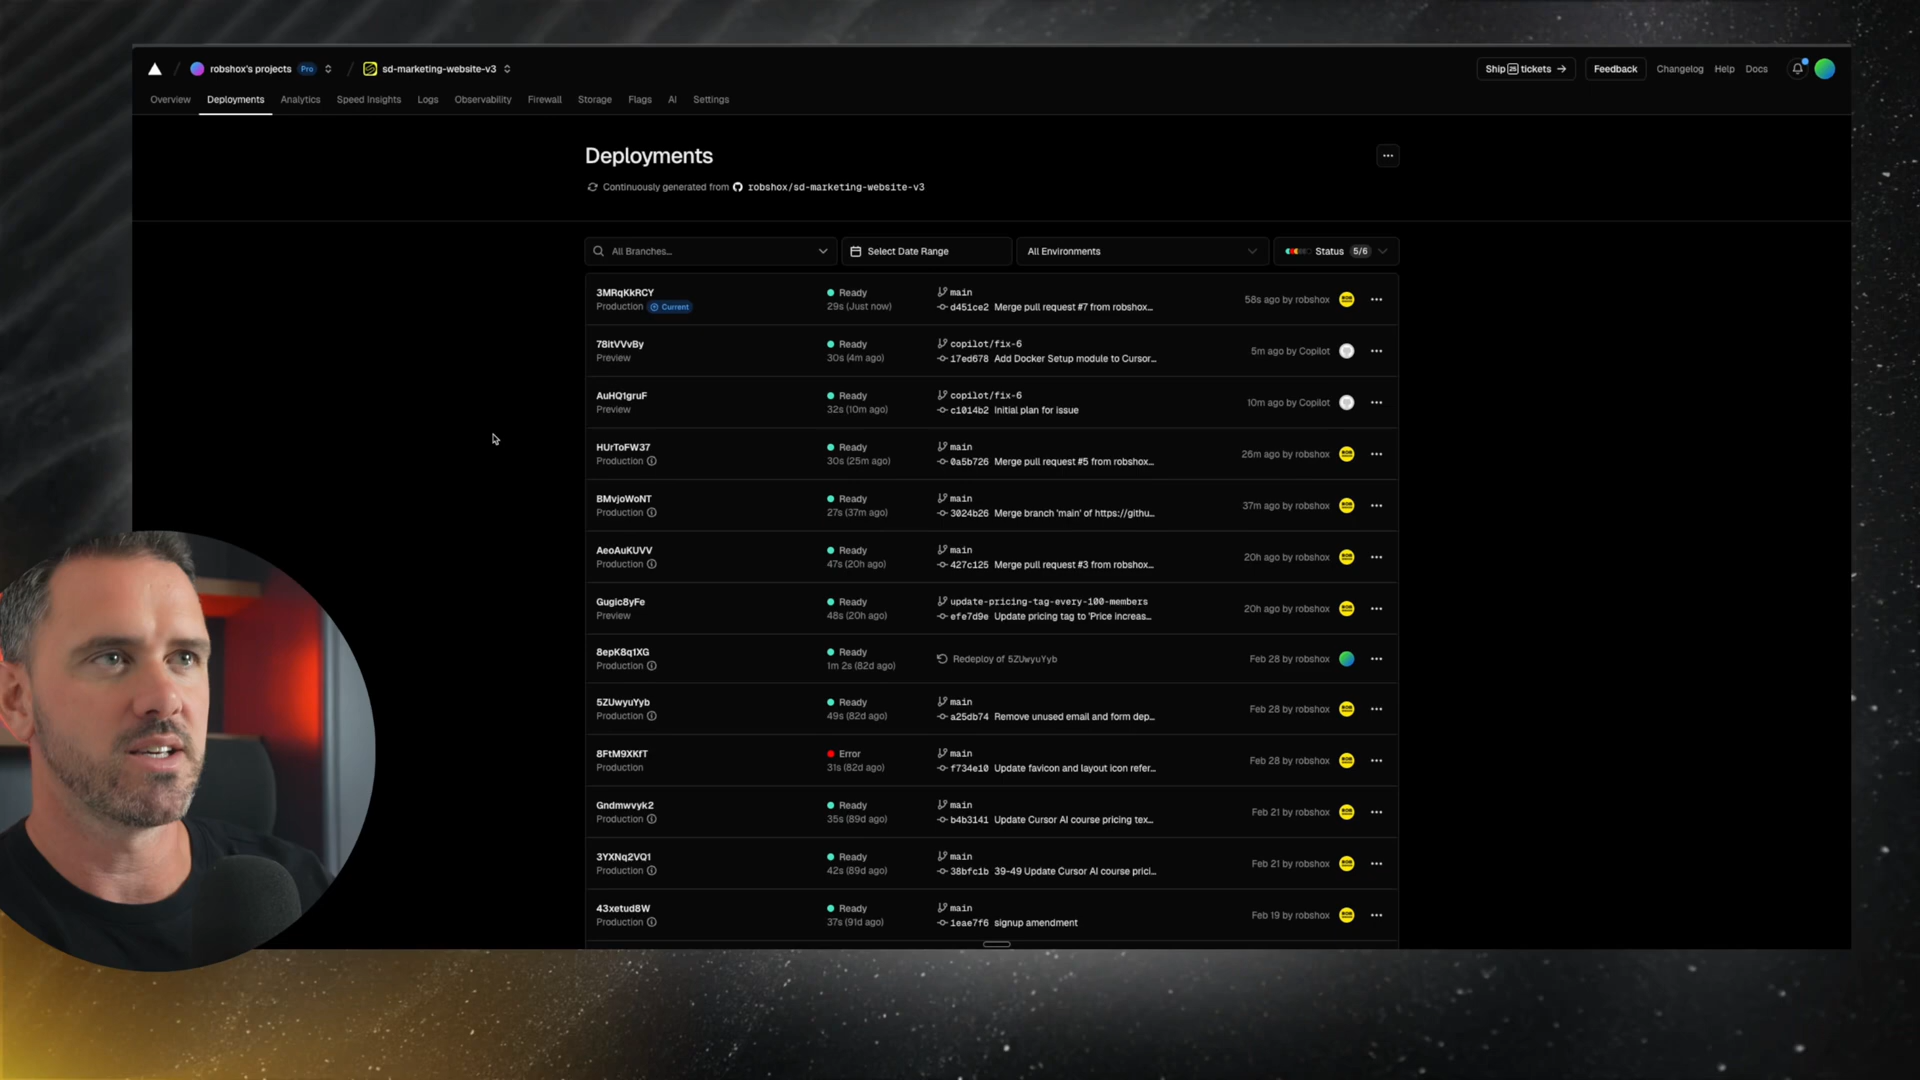 robshox's projects Pro sd-marketing-website-v3 Ship 25 tickets → Feedback Changelog Help Docs
Overview Deployments Analytics Speed Insights Logs Observability Firewall Storage Flags AI Settings
Deployments
Continuously generated from robshox/sd-marketing-website-v3
All Branches... Select Date Range All Environments Status 5/6
3MRqKkRCY Ready main
Production Current 29s (Just now) d451ce2 Merge pull request #7 from robshox... 58s ago by robshox
78itVVvBy Ready copilot/fix-6
Preview 30s (4m ago) 17ed678 Add Docker Setup module to Cursor... 5m ago by Copilot
AuHQ1gruF Ready copilot/fix-6
Preview 32s (10m ago) c1014b2 Initial plan for issue 10m ago by Copilot
HUrToFW37 Ready main
Production 30s (25m ago) 0a5b726 Merge pull request #5 from robshox... 26m ago by robshox
BMvjoWoNT Ready main
Production 27s (37m ago) 3024b26 Merge branch 'main' of https://githu... 37m ago by robshox
AeoAuKUVV Ready main
Production 47s (20h ago) 427c125 Merge pull request #3 from robshox... 20h ago by robshox
Gugic8yFe Ready update-pricing-tag-every-100-members
Preview 48s (20h ago) efe7d9e Update pricing tag to 'Price increas... 20h ago by robshox
8epK8q1XG Ready
Production 1m 2s (82d ago) Redeploy of 5ZUwyuYyb Feb 28 by robshox
5ZUwyuYyb Ready main
Production 49s (82d ago) a25db74 Remove unused email and form dep... Feb 28 by robshox
8FtM9XKfT Error main
Production 31s (82d ago) f734e10 Update favicon and layout icon refer... Feb 28 by robshox
Gndmwvyk2 Ready main
Production 35s (89d ago) b4b3141 Update Cursor AI course pricing tex... Feb 21 by robshox
3YXNq2VQ1 Ready main
Production 42s (89d ago) 38bfc1b 39-49 Update Cursor AI course prici... Feb 21 by robshox
43xetud8W Ready main
Production 37s (91d ago) 1eae7f6 signup amendment Feb 19 by robshox